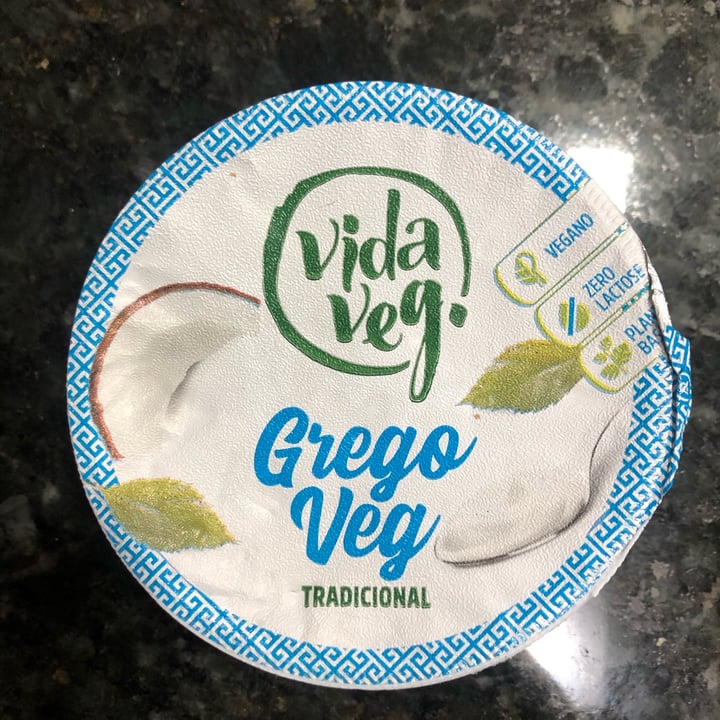 vida
veg.
VEGANO
ZERO
LACTOSE
Grego
Veg
TRADICIONAL